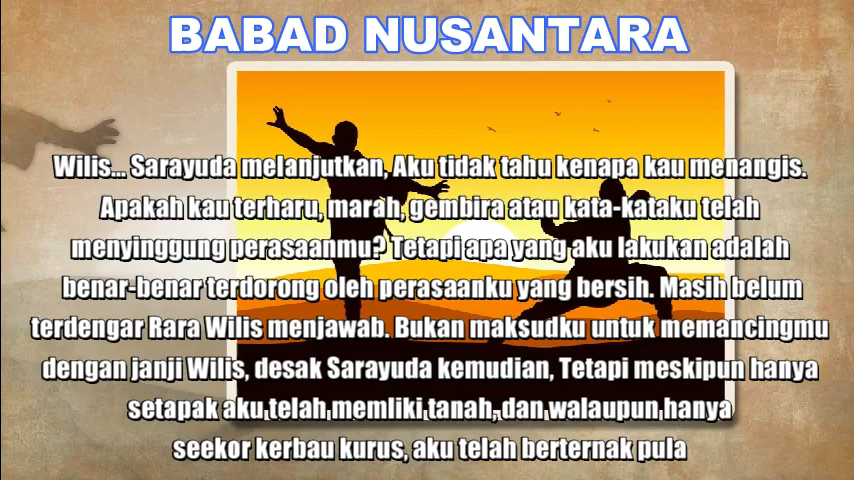 BABAD NUSANTARA
Wilis... Sarayuda melanjutkan, Aku tidak tahu kenapa kau menangis.
Apakah kau terharu, marah, gembira atau kata-kataku telah
menyinggung perasaanmu? Tetapi apa yang aku lakukan adalah
benar-benar terdorong oleh perasaanku yang bersih. Masih belum
terdengar Rara Wilis menjawab. Bukan maksudku untuk memancingmu
dengan janji Wilis, desak Sarayuda kemudian, Tetapi meskipun hanya
setapak aku telah memliki tanah, dan walaupun hanya
seekor kerbau kurus, aku telah berternak pula